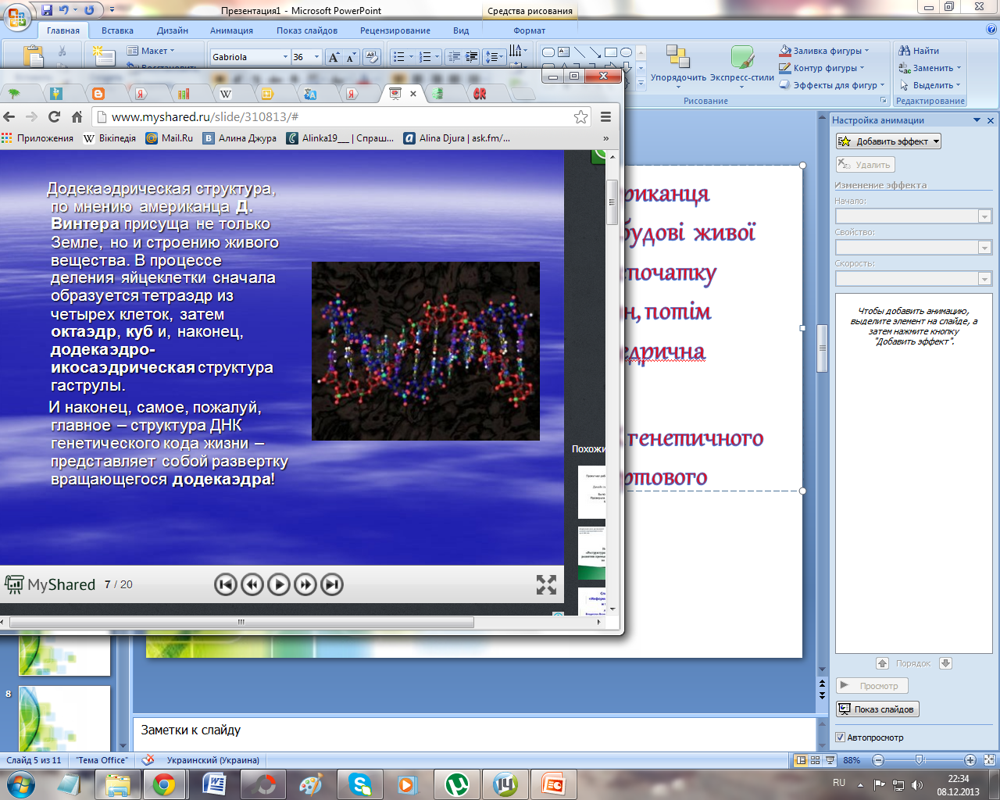 Презентация1 - Microsoft PowerPoint
Средства рисования
Главная Вставка Дизайн Анимация Показ слайдов Рецензирование Вид Формат
Макет
Восстановить
Gabriola 36
Упорядочить Экспресс-стили
Заливка фигуры
Контур фигуры
Эффекты для фигур
Рисование
Найти
Заменить
Выделить
Редактирование
www.myshared.ru/slide/310813/#
Приложения Вікіпедія Mail.Ru Алина Джура Alinka19___ | Спраш... Alina Djura | ask.fm/... »
Додекаэдрическая структура,
по мнению американца Д.
Винтера присуща не только
Земле, но и строению живого
вещества. В процессе
деления яйцеклетки сначала
образуется тетраэдр из
четырех клеток, затем
октаэдр, куб и, наконец,
додекаэдро-
икосаэдрическая структура
гаструлы.
И наконец, самое, пожалуй,
главное – структура ДНК
генетического кода жизни –
представляет собой развертку
вращающегося додекаэдра!
Похожи
MyShared 7 / 20
риканця
будові живої
спочатку
н, потім
едрична
генетичного
ртового
Настройка анимации
Добавить эффект
Удалить
Изменение эффекта
Начало:
Свойство:
Скорость:
Чтобы добавить анимацию,
выделите элемент на слайде, а
затем нажмите кнопку
"Добавить эффект".
Порядок
Просмотр
Показ слайдов
Автопросмотр
8
Заметки к слайду
Слайд 5 из 11 "Тема Office" Украинский (Украина) 88%
RU 22:34
08.12.2013